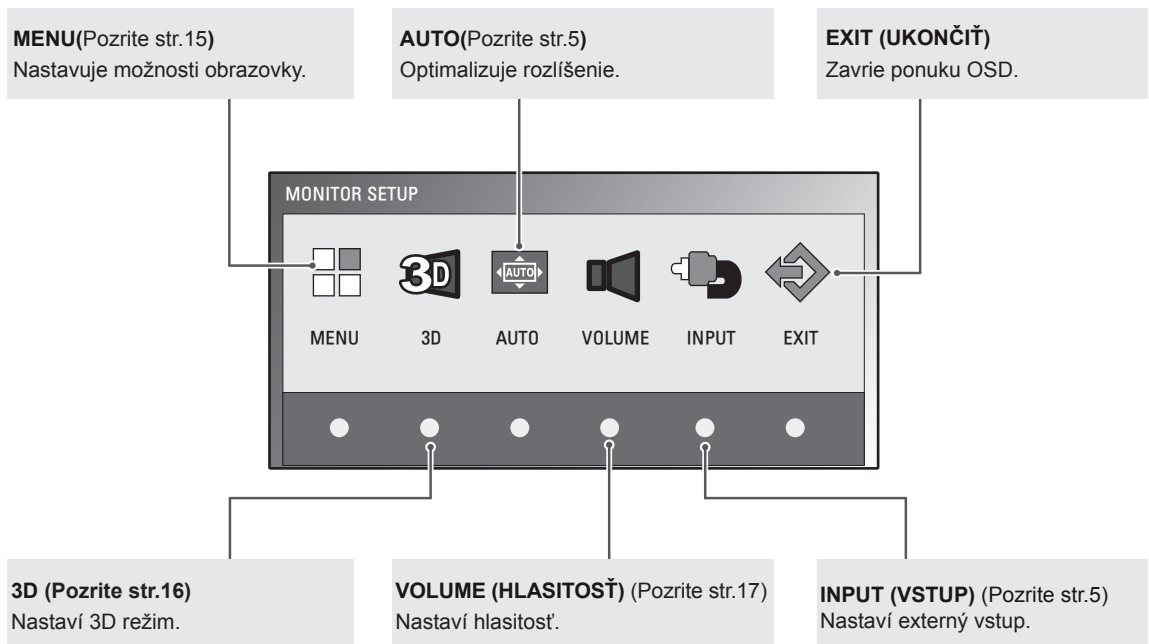 MENU(Pozrite str.15)
Nastavuje možnosti obrazovky.
AUTO(Pozrite str.5)
Optimalizuje rozlíšenie.
EXIT (UKONČIŤ)
Zavrie ponuku OSD.
MONITOR SETUP
3D
AUTO
MENU
3D
AUTO
VOLUME
INPUT
EXIT
3D (Pozrite str.16)
Nastaví 3D režim.
VOLUME (HLASITOSŤ) (Pozrite str.17)
Nastaví hlasitosť.
INPUT (VSTUP) (Pozrite str.5)
Nastaví externý vstup.